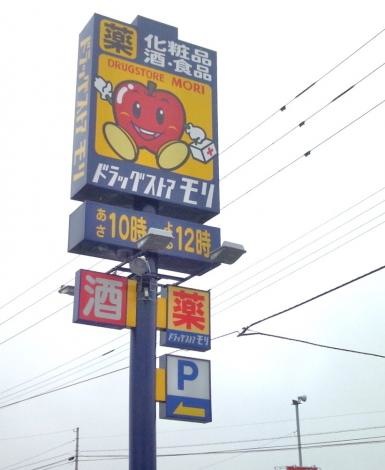 薬
化粧品
酒・食品
DRUGSTORE MORI
ドラッグストア モリ
ドラッグストア モリ
あさ10時 よる12時
酒
薬
ドラッグストア モリ
P